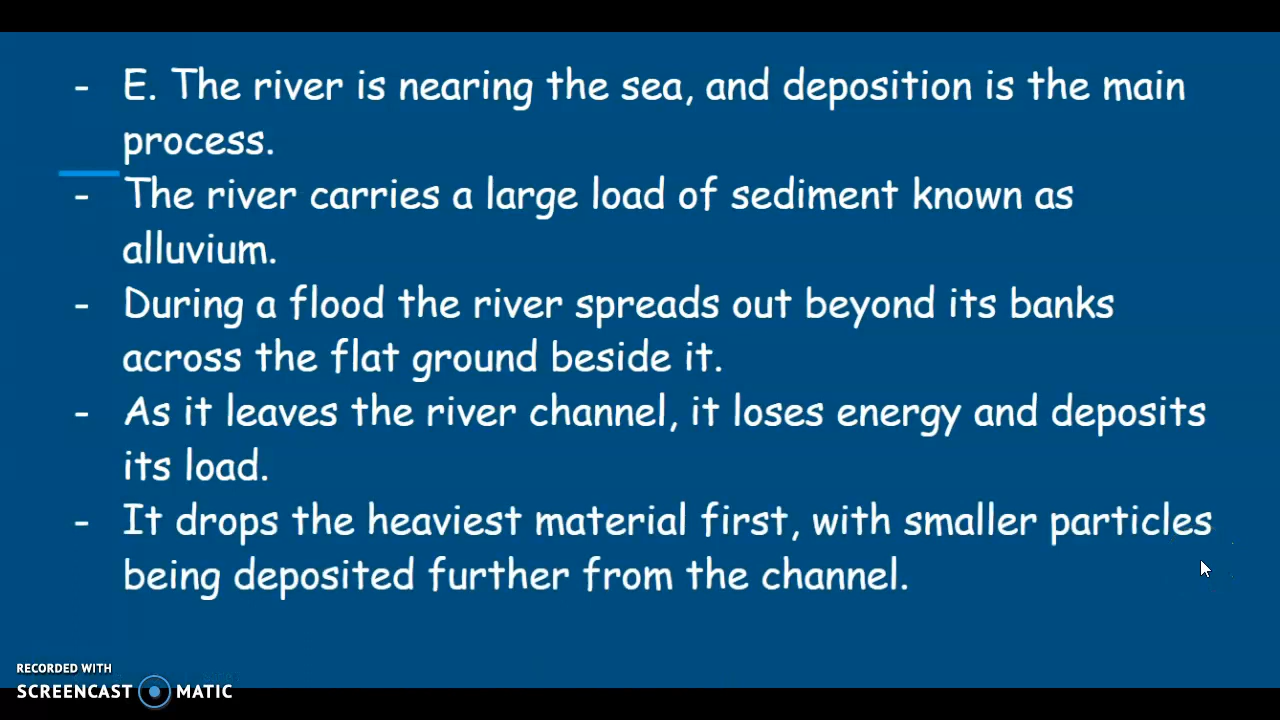 - E. The river is nearing the sea, and deposition is the main
process.
- The river carries a large load of sediment known as
alluvium.
- During a flood the river spreads out beyond its banks
across the flat ground beside it.
- As it leaves the river channel, it loses energy and deposits
its load.
- It drops the heaviest material first, with smaller particles
being deposited further from the channel.
RECORDED WITH
SCREENCAST MATIC